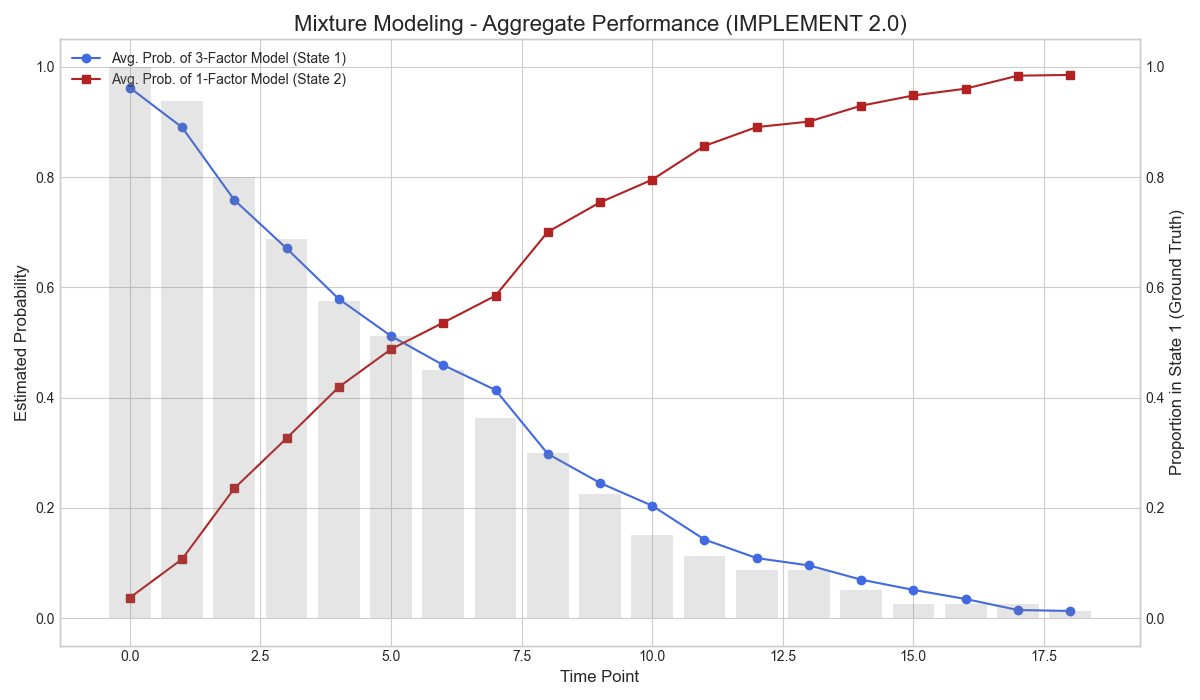 Mixture Modeling - Aggregate Performance (IMPLEMENT 2.0)
Avg. Prob. of 3-Factor Model (State 1)
Avg. Prob. of 1-Factor Model (State 2)
Estimated Probability
1.0
0.8
0.6
0.4
0.2
0.0
1.0
0.8
0.6
0.4
0.2
0.0
Proportion in State 1 (Ground Truth)
0.0 2.5 5.0 7.5 10.0 12.5 15.0 17.5
Time Point